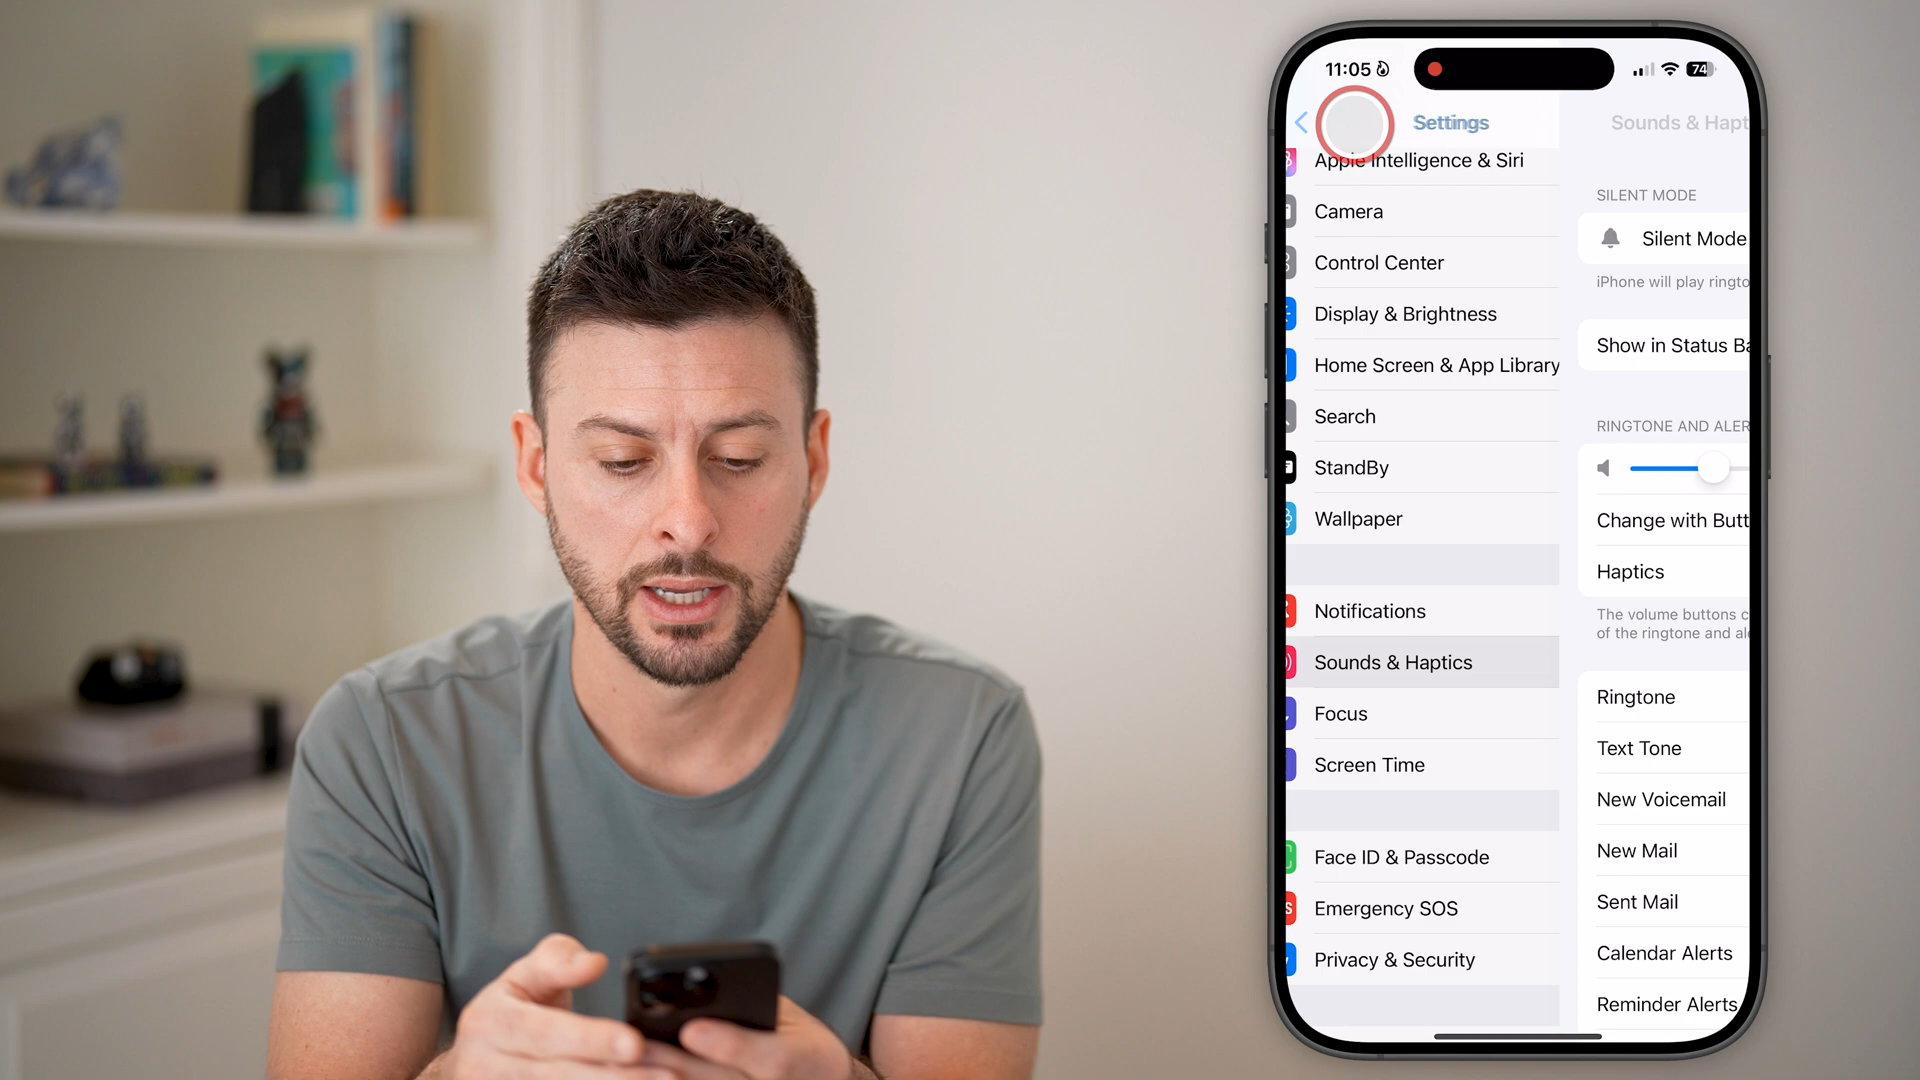 11:05
74
Settings
Sounds & Hapt
Apple Intelligence & Siri
Camera
Control Center
Display & Brightness
Home Screen & App Library
Search
StandBy
Wallpaper
Notifications
Sounds & Haptics
Focus
Screen Time
Face ID & Passcode
Emergency SOS
Privacy & Security
SILENT MODE
Silent Mode
iPhone will play ringto
Show in Status Ba
RINGTONE AND ALER
Change with Butt
Haptics
The volume buttons c
of the ringtone and al
Ringtone
Text Tone
New Voicemail
New Mail
Sent Mail
Calendar Alerts
Reminder Alerts